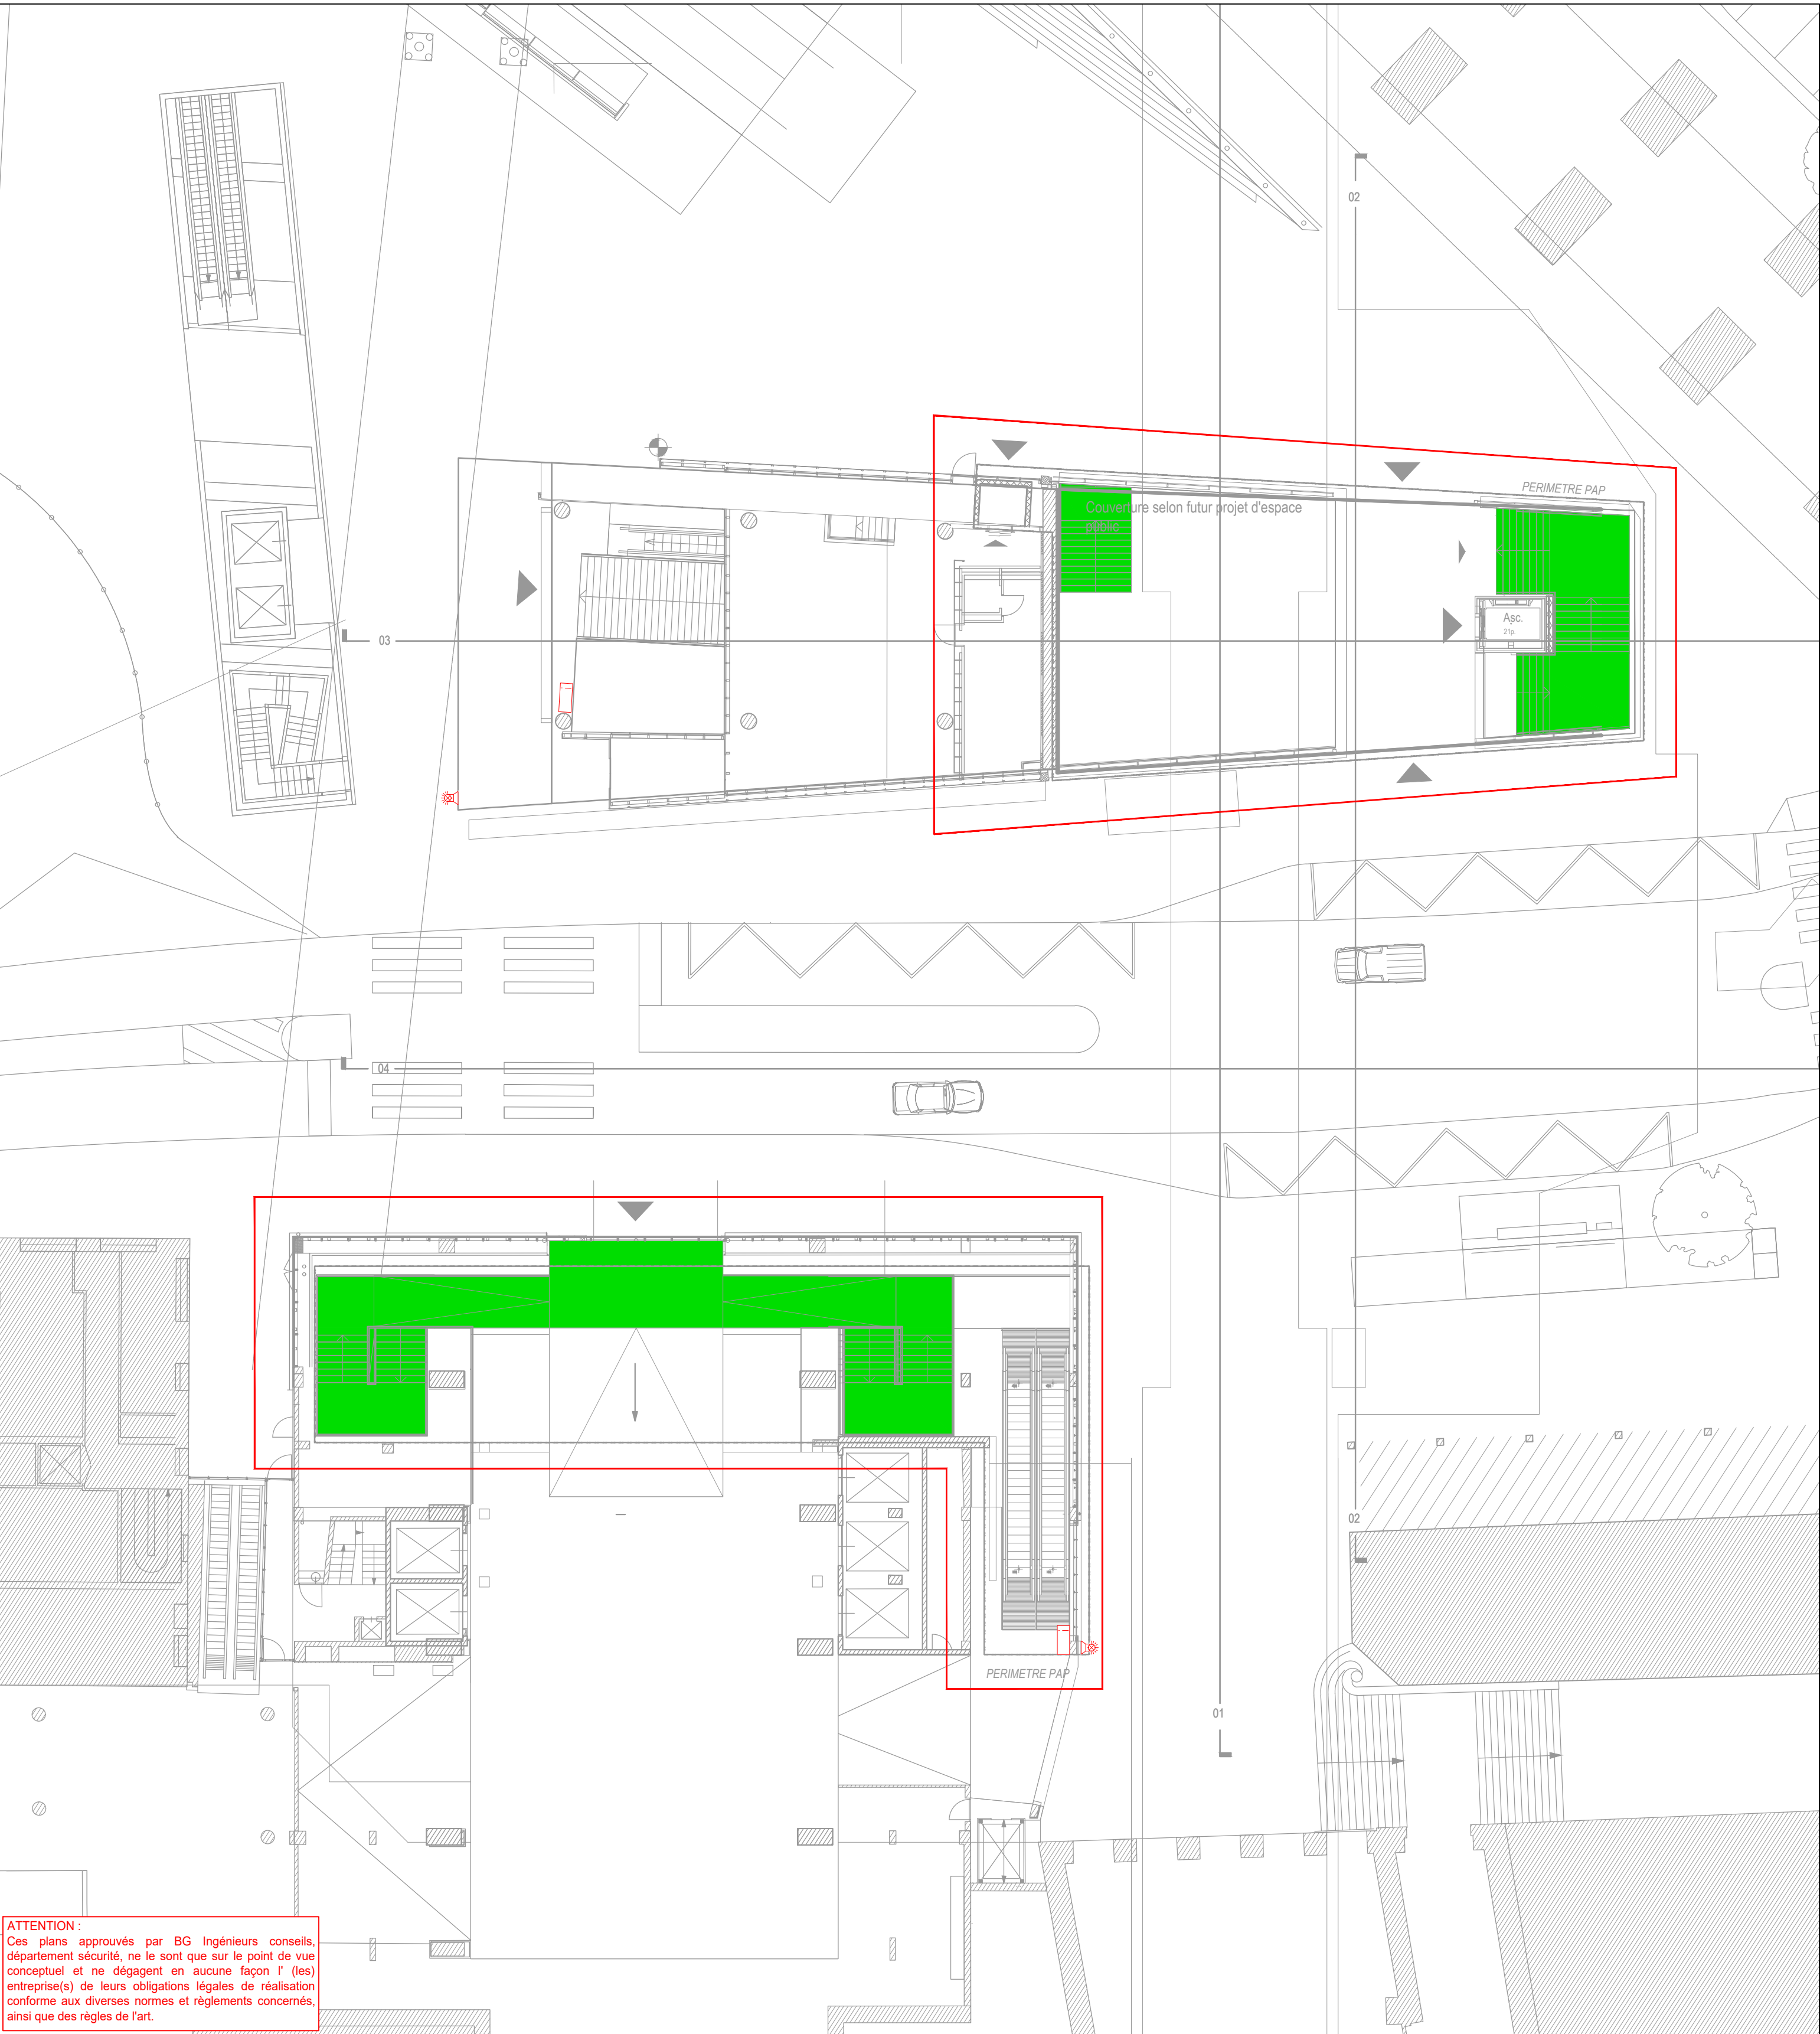 02
PERIMETRE PAP
Couverture selon futur projet d'espace
public
Asc.
21p.
03
04
02
PERIMETRE PAP
01
ATTENTION :
Ces plans approuvés par BG Ingénieurs conseils,
département sécurité, ne le sont que sur le point de vue
conceptuel et ne dégagent en aucune façon l' (les)
entreprise(s) de leurs obligations légales de réalisation
conforme aux diverses normes et règlements concernés,
ainsi que des règles de l'art.